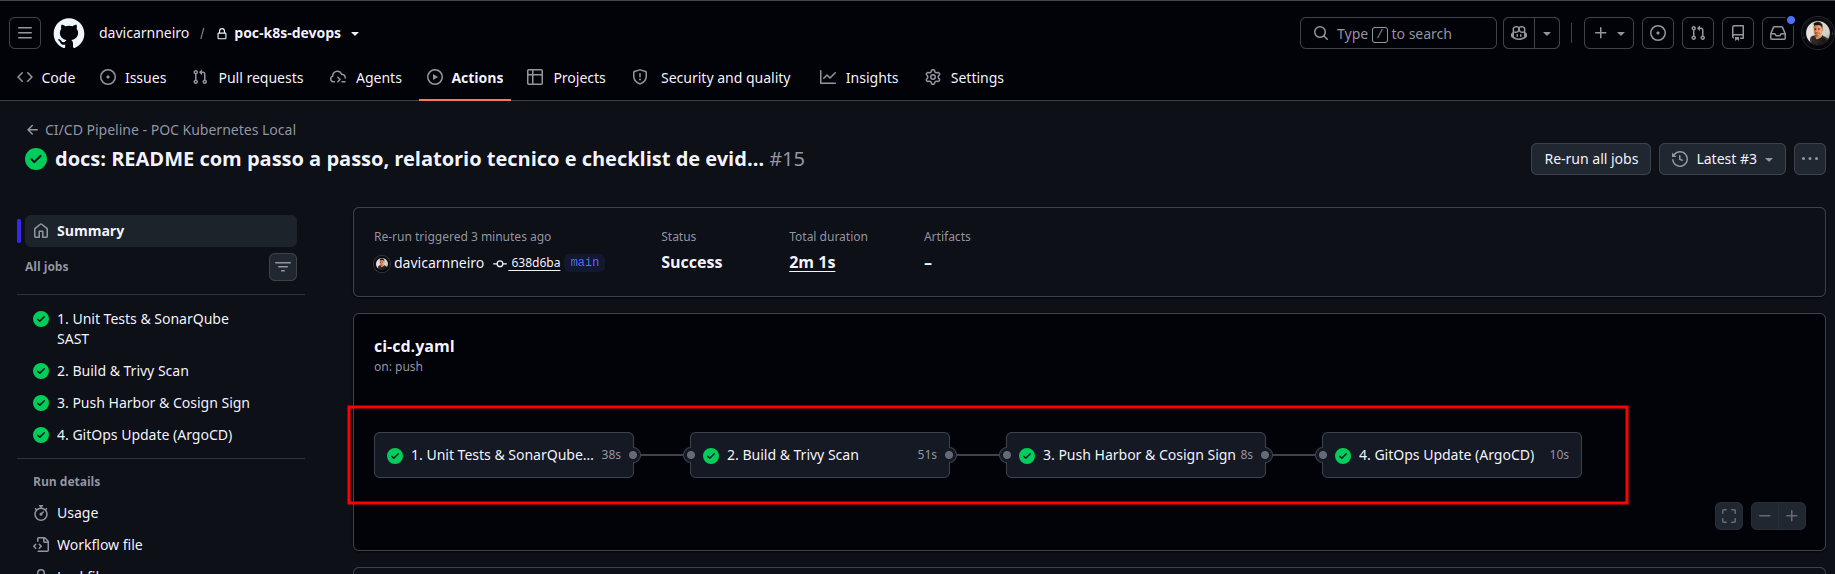 davicarnneiro / poc-k8s-devops
Type / to search
Code Issues Pull requests Agents Actions Projects Security and quality Insights Settings
CI/CD Pipeline - POC Kubernetes Local
docs: README com passo a passo, relatorio tecnico e checklist de evid... #15
Re-run all jobs
Latest #3
Summary
All jobs
1. Unit Tests & SonarQube
SAST
2. Build & Trivy Scan
3. Push Harbor & Cosign Sign
4. GitOps Update (ArgoCD)
Run details
Usage
Workflow file
Re-run triggered 3 minutes ago
davicarnneiro 638d6ba main
Status
Success
Total duration
2m 1s
Artifacts
–
ci-cd.yaml
on: push
1. Unit Tests & SonarQube... 38s
2. Build & Trivy Scan 51s
3. Push Harbor & Cosign Sign 8s
4. GitOps Update (ArgoCD) 10s